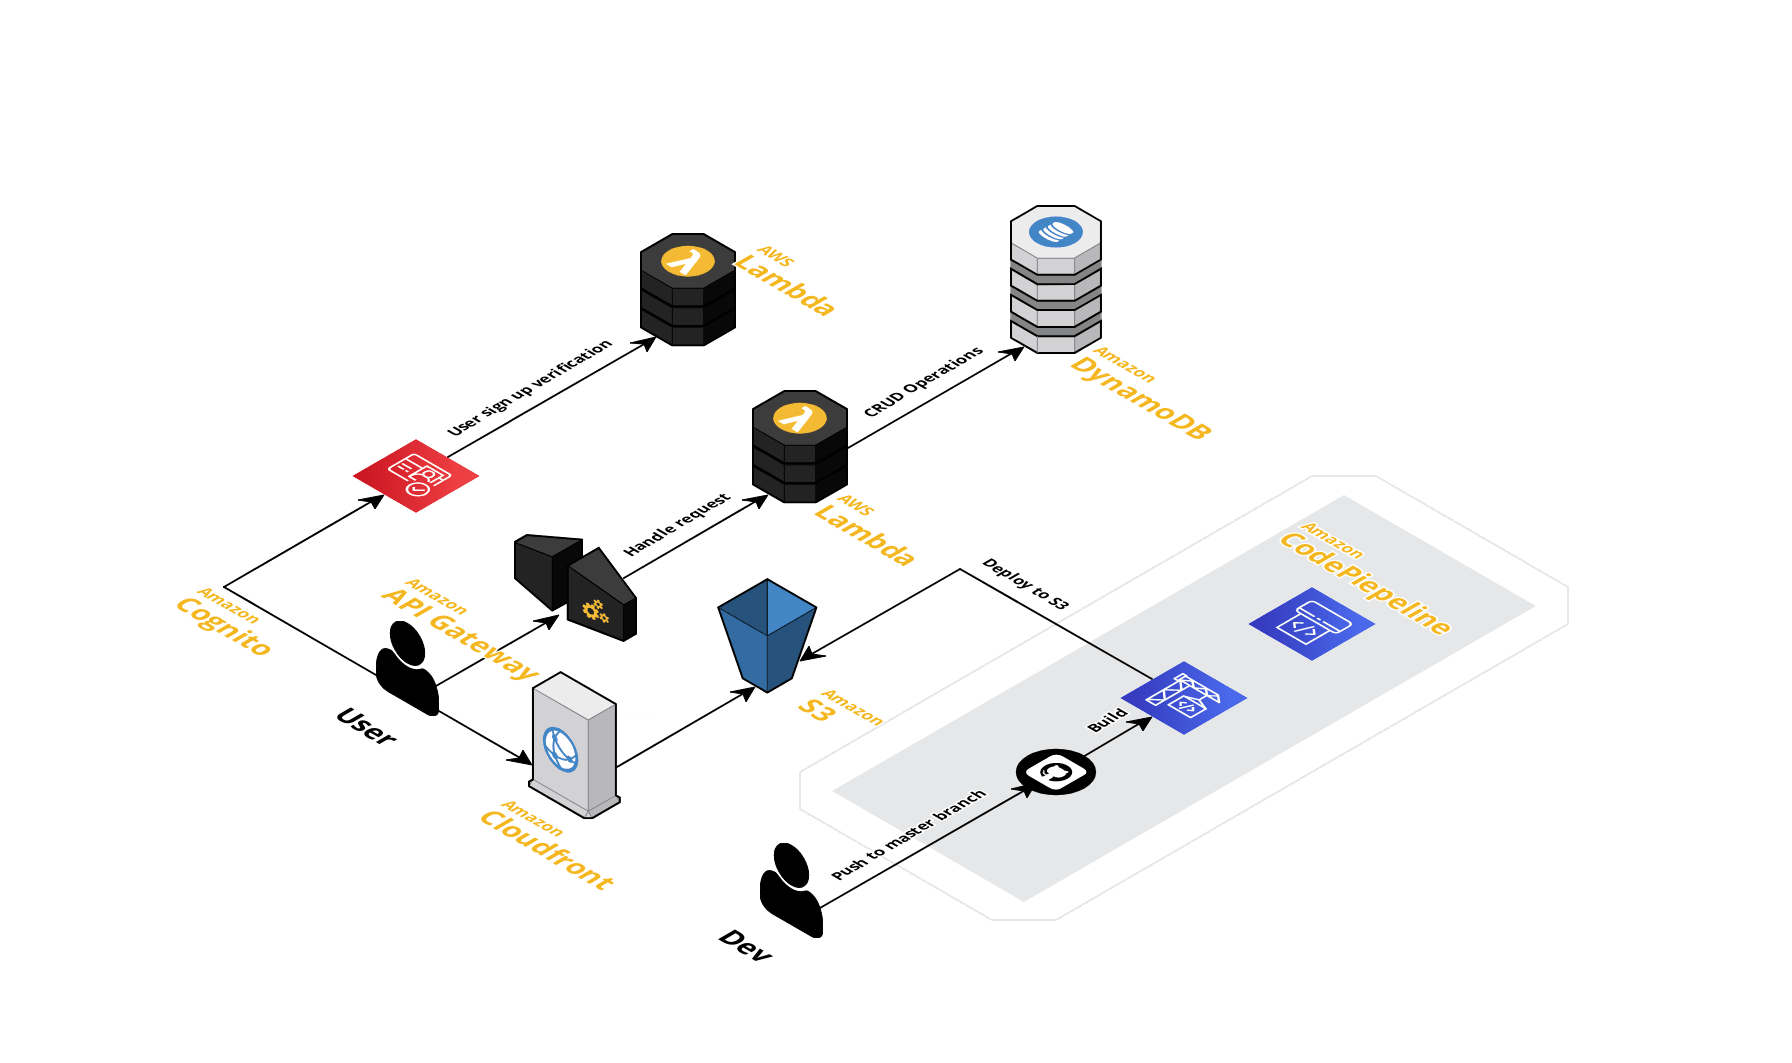 AWS
Lambda
User sign up verification
CRUD Operations
Amazon
DynamoDB
Handle request
AWS
Lambda
Amazon
CodePiepeline
Deploy to S3
Amazon
Cognito
Amazon
API Gateway
User
Amazon
S3
Build
Amazon
Cloudfront
Push to master branch
Dev